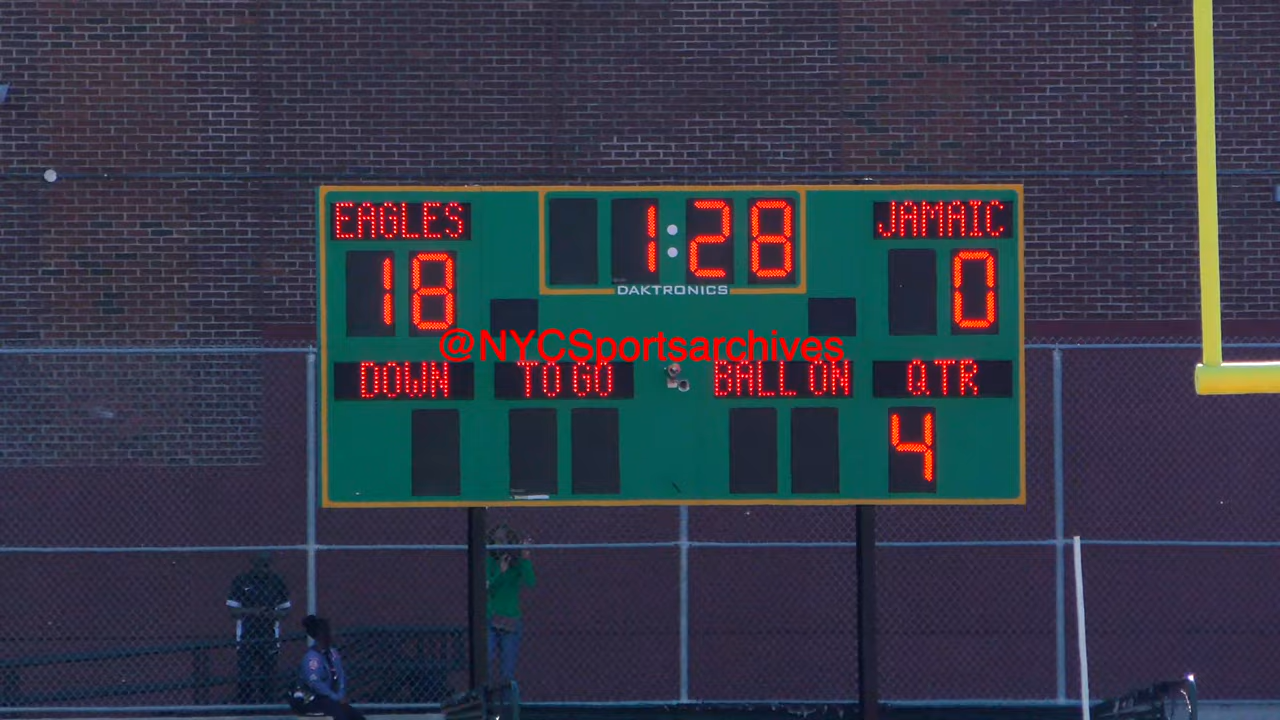 EAGLES 1:28 JAMAIC
18 0
DAKTRONICS
@NYCSportsarchives
DOWN TO GO BALL ON QTR
4